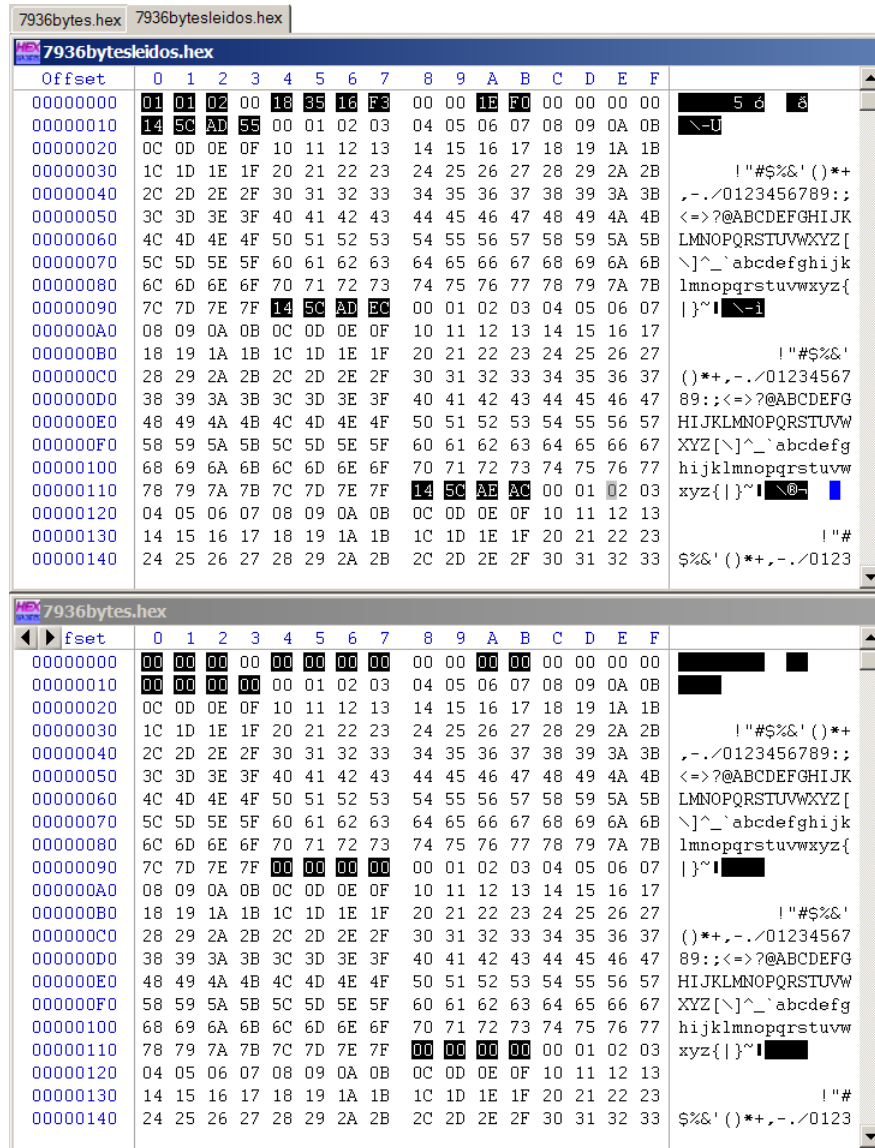 7936bytes.hex 7936bytesleidos.hex
HEX 7936bytesleidos.hex
Offset 0 1 2 3 4 5 6 7 8 9 A B C D E F
00000000 01 01 02 00 18 35 16 F3 00 00 1E F0 00 00 00 00 5 ó ð
00000010 14 5C AD 55 00 01 02 03 04 05 06 07 08 09 0A 0B \-U
00000020 0C 0D 0E 0F 10 11 12 13 14 15 16 17 18 19 1A 1B
00000030 1C 1D 1E 1F 20 21 22 23 24 25 26 27 28 29 2A 2B !"#$%&'()*+
00000040 2C 2D 2E 2F 30 31 32 33 34 35 36 37 38 39 3A 3B ,-./0123456789:;
00000050 3C 3D 3E 3F 40 41 42 43 44 45 46 47 48 49 4A 4B <=>?@ABCDEFGHIJK
00000060 4C 4D 4E 4F 50 51 52 53 54 55 56 57 58 59 5A 5B LMNOPQRSTUVWXYZ[
00000070 5C 5D 5E 5F 60 61 62 63 64 65 66 67 68 69 6A 6B \]^_`abcdefghijk
00000080 6C 6D 6E 6F 70 71 72 73 74 75 76 77 78 79 7A 7B lmnopqrstuvwxyz{
00000090 7C 7D 7E 7F 14 5C AD EC 00 01 02 03 04 05 06 07 |}~ \-ì
000000A0 08 09 0A 0B 0C 0D 0E 0F 10 11 12 13 14 15 16 17
000000B0 18 19 1A 1B 1C 1D 1E 1F 20 21 22 23 24 25 26 27 !"#$%&'
000000C0 28 29 2A 2B 2C 2D 2E 2F 30 31 32 33 34 35 36 37 ()*+,-./01234567
000000D0 38 39 3A 3B 3C 3D 3E 3F 40 41 42 43 44 45 46 47 89:;<=>?@ABCDEFG
000000E0 48 49 4A 4B 4C 4D 4E 4F 50 51 52 53 54 55 56 57 HIJKLMNOPQRSTUVW
000000F0 58 59 5A 5B 5C 5D 5E 5F 60 61 62 63 64 65 66 67 XYZ[\]^_`abcdefg
00000100 68 69 6A 6B 6C 6D 6E 6F 70 71 72 73 74 75 76 77 hijklmnopqrstuvw
00000110 78 79 7A 7B 7C 7D 7E 7F 14 5C AE AC 00 01 02 03 xyz{|}~ \®¬
00000120 04 05 06 07 08 09 0A 0B 0C 0D 0E 0F 10 11 12 13
00000130 14 15 16 17 18 19 1A 1B 1C 1D 1E 1F 20 21 22 23 !"#
00000140 24 25 26 27 28 29 2A 2B 2C 2D 2E 2F 30 31 32 33 $%&'()*+,-./0123
HEX 7936bytes.hex
fset 0 1 2 3 4 5 6 7 8 9 A B C D E F
00000000 00 00 00 00 00 00 00 00 00 00 00 00 00 00 00 00
00000010 00 00 00 00 00 01 02 03 04 05 06 07 08 09 0A 0B
00000020 0C 0D 0E 0F 10 11 12 13 14 15 16 17 18 19 1A 1B
00000030 1C 1D 1E 1F 20 21 22 23 24 25 26 27 28 29 2A 2B !"#$%&'()*+
00000040 2C 2D 2E 2F 30 31 32 33 34 35 36 37 38 39 3A 3B ,-./0123456789:;
00000050 3C 3D 3E 3F 40 41 42 43 44 45 46 47 48 49 4A 4B <=>?@ABCDEFGHIJK
00000060 4C 4D 4E 4F 50 51 52 53 54 55 56 57 58 59 5A 5B LMNOPQRSTUVWXYZ[
00000070 5C 5D 5E 5F 60 61 62 63 64 65 66 67 68 69 6A 6B \]^_`abcdefghijk
00000080 6C 6D 6E 6F 70 71 72 73 74 75 76 77 78 79 7A 7B lmnopqrstuvwxyz{
00000090 7C 7D 7E 7F 00 00 00 00 00 01 02 03 04 05 06 07 |}~
000000A0 08 09 0A 0B 0C 0D 0E 0F 10 11 12 13 14 15 16 17
000000B0 18 19 1A 1B 1C 1D 1E 1F 20 21 22 23 24 25 26 27 !"#$%&'
000000C0 28 29 2A 2B 2C 2D 2E 2F 30 31 32 33 34 35 36 37 ()*+,-./01234567
000000D0 38 39 3A 3B 3C 3D 3E 3F 40 41 42 43 44 45 46 47 89:;<=>?@ABCDEFG
000000E0 48 49 4A 4B 4C 4D 4E 4F 50 51 52 53 54 55 56 57 HIJKLMNOPQRSTUVW
000000F0 58 59 5A 5B 5C 5D 5E 5F 60 61 62 63 64 65 66 67 XYZ[\]^_`abcdefg
00000100 68 69 6A 6B 6C 6D 6E 6F 70 71 72 73 74 75 76 77 hijklmnopqrstuvw
00000110 78 79 7A 7B 7C 7D 7E 7F 00 00 00 00 00 01 02 03 xyz{|}~
00000120 04 05 06 07 08 09 0A 0B 0C 0D 0E 0F 10 11 12 13
00000130 14 15 16 17 18 19 1A 1B 1C 1D 1E 1F 20 21 22 23 !"#
00000140 24 25 26 27 28 29 2A 2B 2C 2D 2E 2F 30 31 32 33 $%&'()*+,-./0123